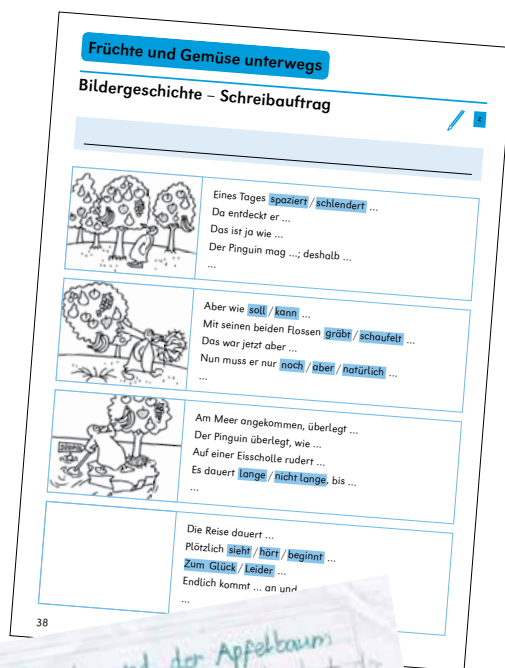 Früchte und Gemüse unterwegs
Bildergeschichte – Schreibauftrag
z
Eines Tages spaziert / schlendert ...
Da entdeckt er ...
Das ist ja wie ...
Der Pinguin mag ...; deshalb ...
...
Aber wie soll / kann ...
Mit seinen beiden Flossen gräbt / schaufelt ...
Das war jetzt aber ...
Nun muss er nur noch / aber / natürlich ...
...
Am Meer angekommen, überlegt ...
Der Pinguin überlegt, wie ...
Auf einer Eisscholle rudert ...
Es dauert lange / nicht lange, bis ...
...
Die Reise dauert ...
Plötzlich sieht / hört / beginnt ...
Zum Glück / Leider ...
Endlich kommt ... an und
...
38
der Apfelbaum